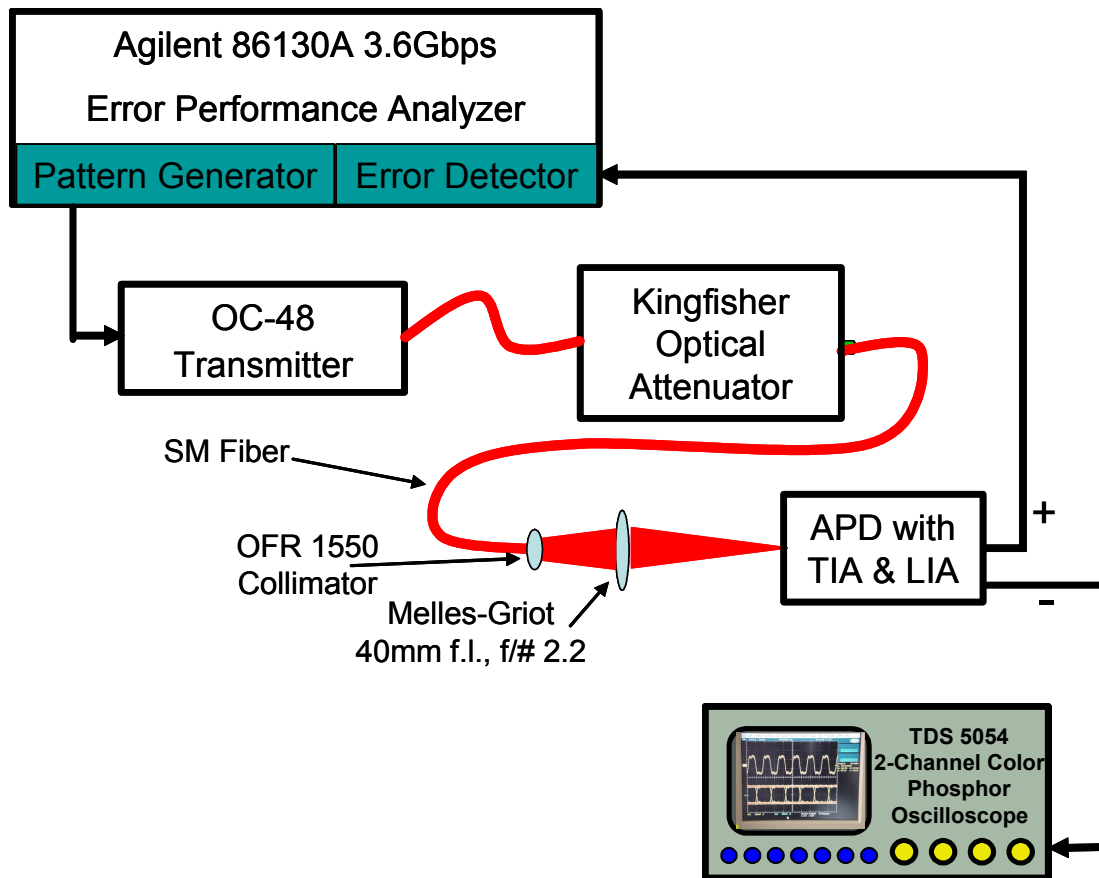 Agilent 86130A 3.6Gbps
Error Performance Analyzer
Pattern Generator
Error Detector
OC-48
Transmitter
Kingfisher
Optical
Attenuator
SM Fiber
OFR 1550
Collimator
Melles-Griot
40mm f.l., f/# 2.2
APD with
TIA & LIA
+
-
TDS 5054
2-Channel Color
Phosphor
Oscilloscope